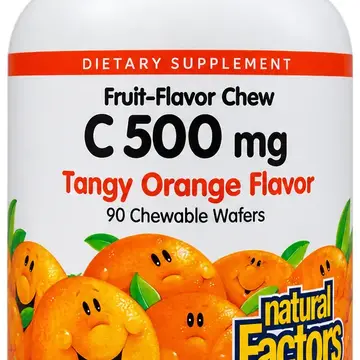 DIETARY SUPPLEMENT
Fruit-Flavor Chew
C 500 mg
Tangy Orange Flavor
90 Chewable Wafers
natural
Factors